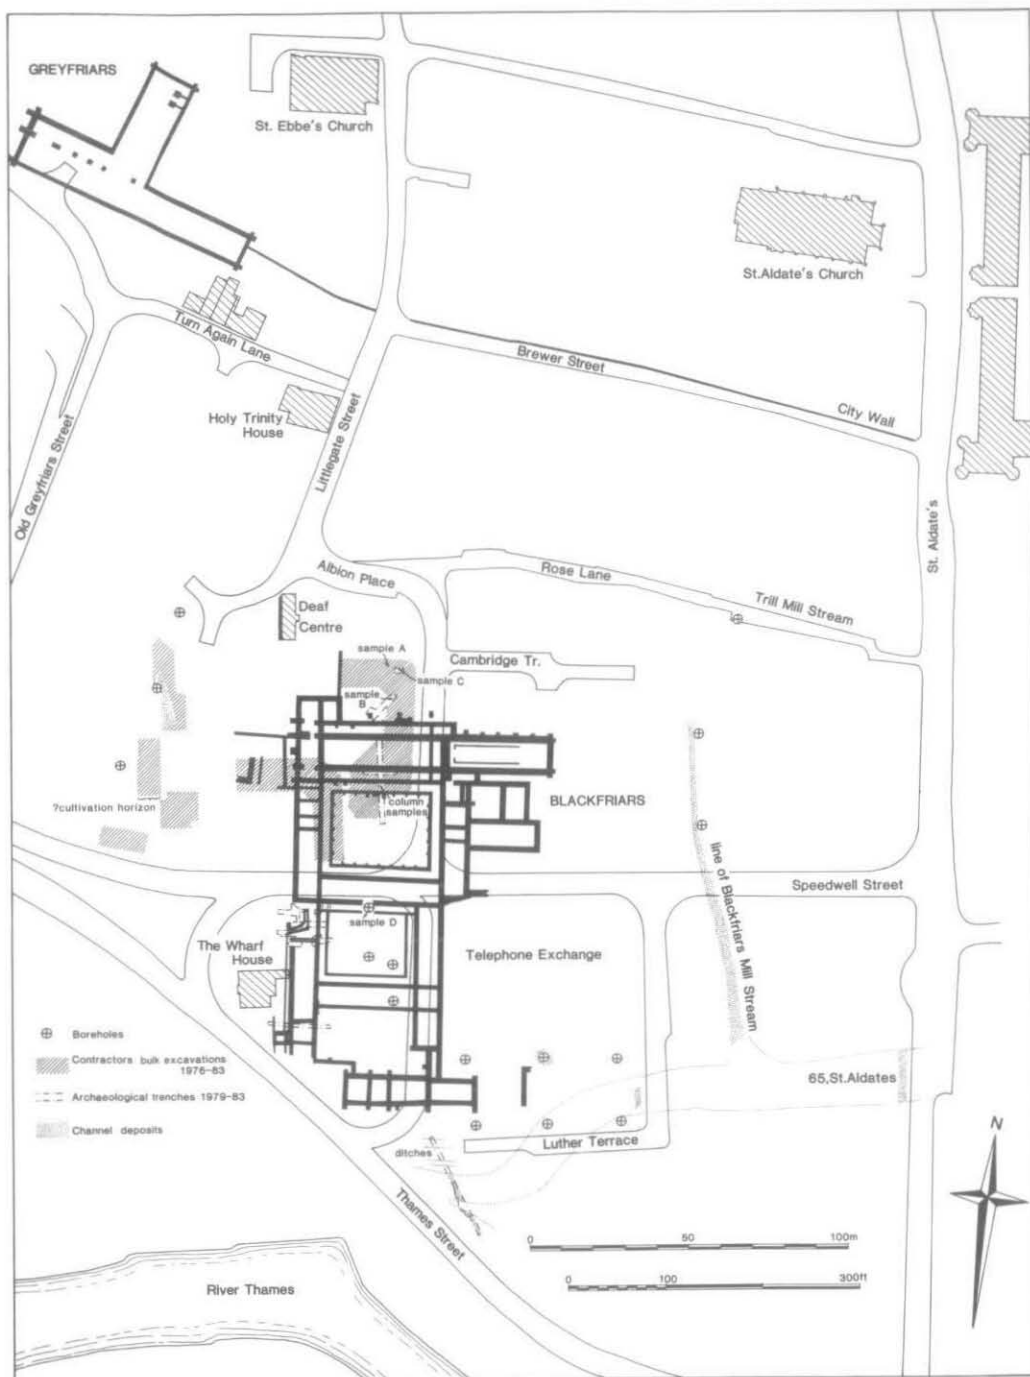 GREYFRIARS
St. Ebbe's Church
St.Aldate's Church
Turn Again Lane
Brewer Street
City Wall
Holy Trinity
House
Littlegate Street
Old Greyfriars Street
St. Aldate's
Albion Place
Rose Lane
Trill Mill Stream
Deaf
Centre
sample A
Cambridge Tr.
sample C
sample
B
?cultivation horizon
column
samples
BLACKFRIARS
line of Blackfriars Mill Stream
Speedwell Street
sample D
The Wharf
House
Telephone Exchange
Boreholes
Contractors bulk excavations
1976-83
Archaeological trenches 1979-83
Channel deposits
65,St.Aldates
Luther Terrace
ditches
Thames Street
N
0 50 100m
0 100 300ft
River Thames